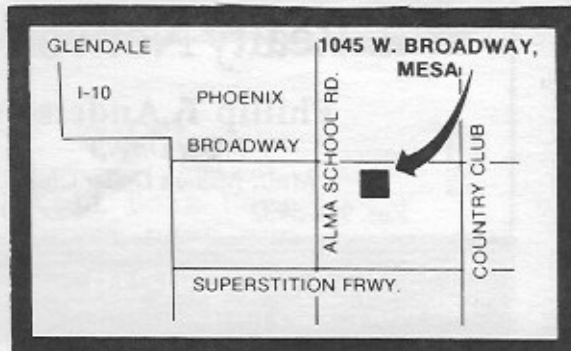 GLENDALE
1045 W. BROADWAY,
MESA
I-10
PHOENIX
BROADWAY
ALMA SCHOOL RD.
COUNTRY CLUB
SUPERSTITION FRWY.